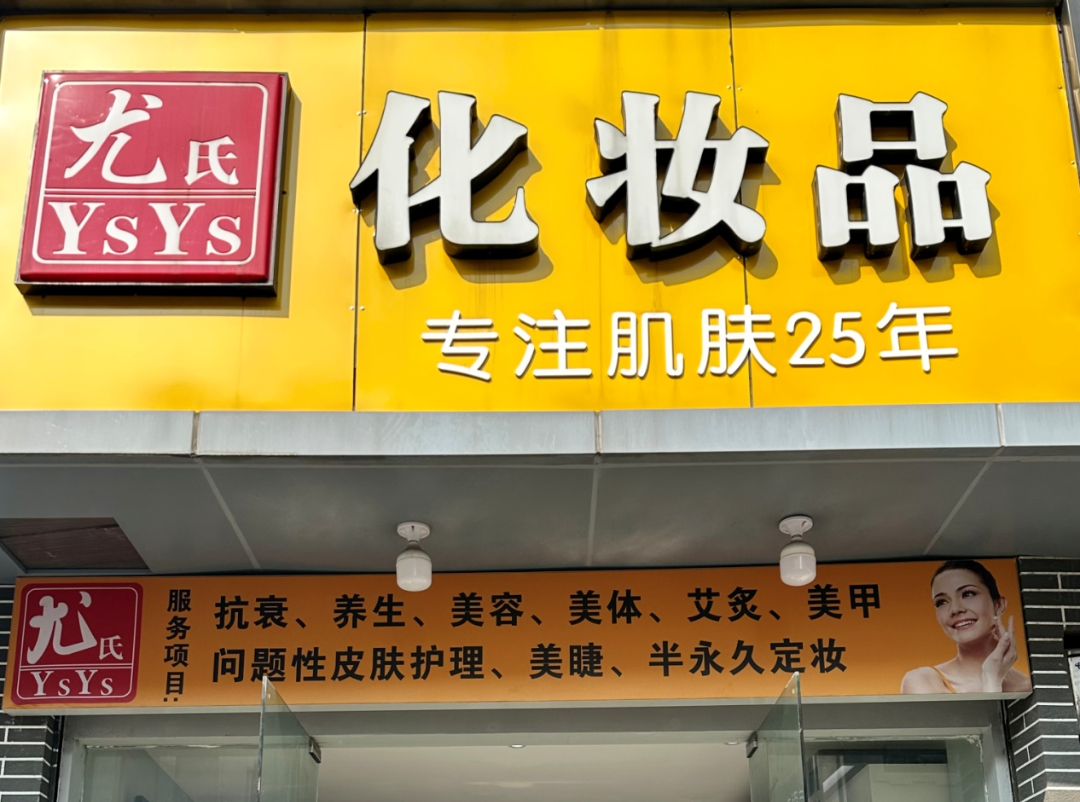 尤氏
YSYS
化妆品
专注肌肤25年
尤氏
YSYS
服务项目:
抗衰、养生、美容、美体、艾炙、美甲
问题性皮肤护理、美睫、半永久定妆